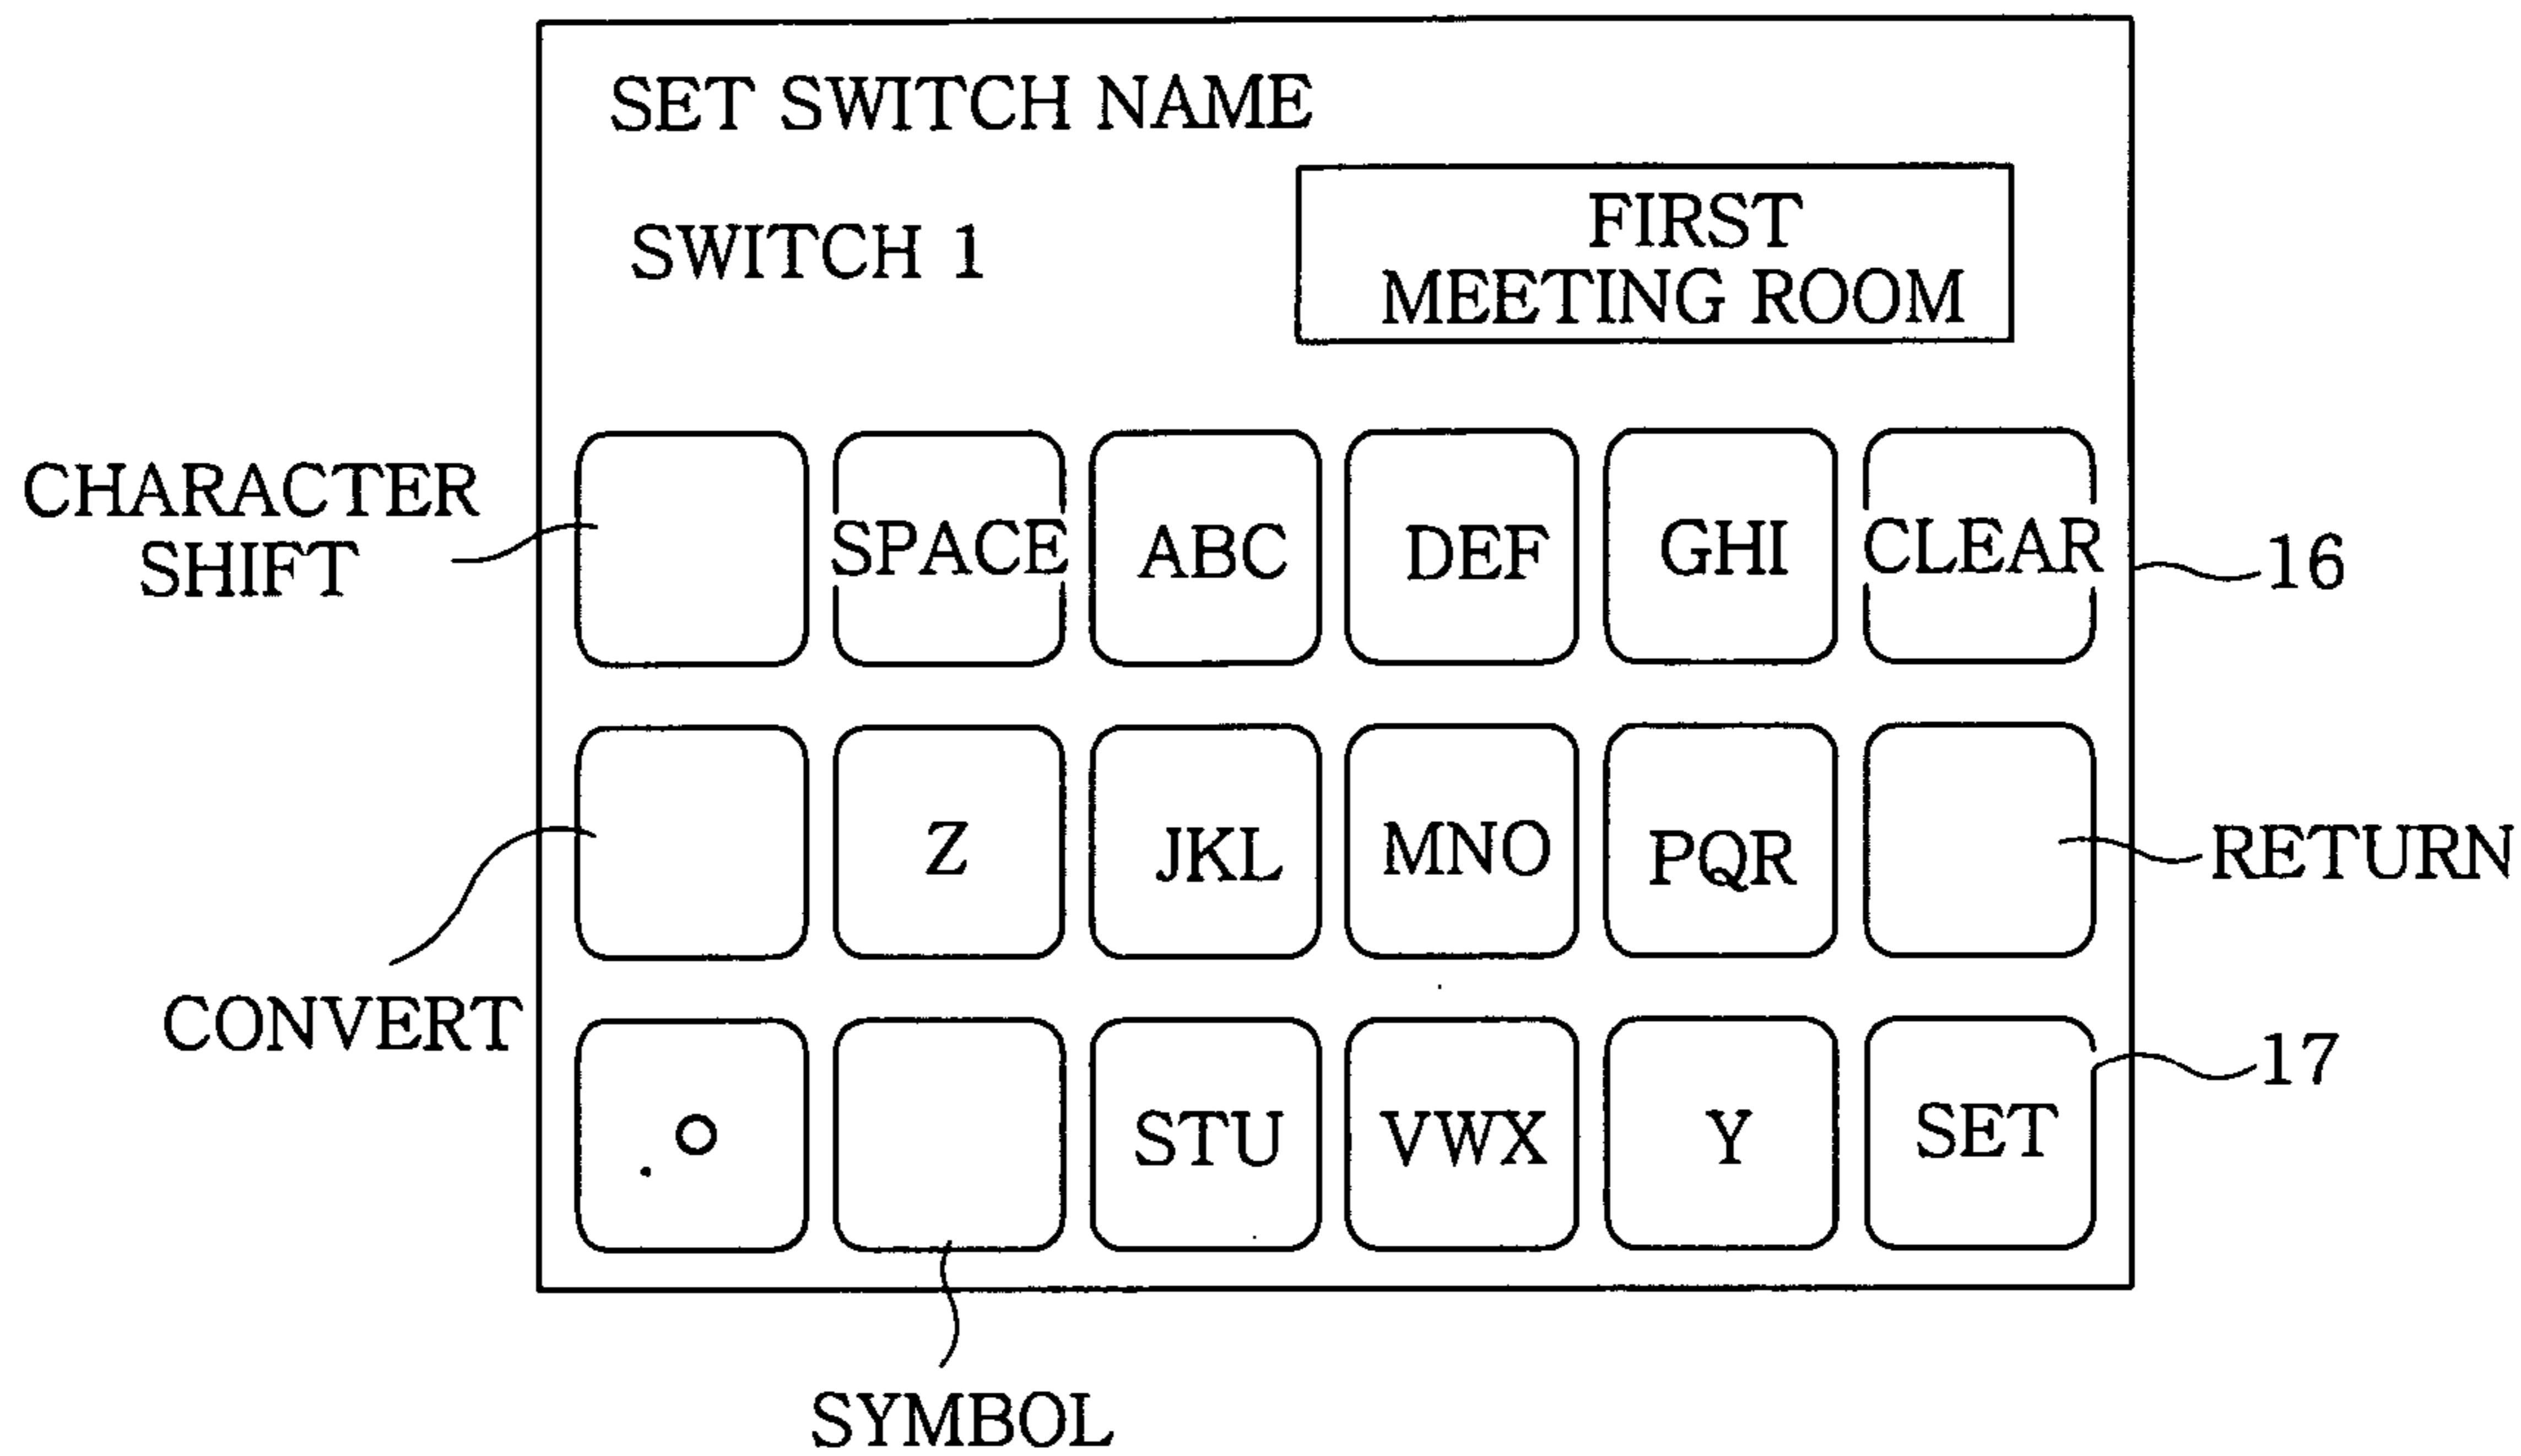 SET SWITCH NAME
SWITCH 1
FIRST
MEETING ROOM
CHARACTER
SHIFT
SPACE
ABC
DEF
GHI
CLEAR
16
Z
JKL
MNO
PQR
RETURN
CONVERT
STU
VWX
Y
SET
17
SYMBOL